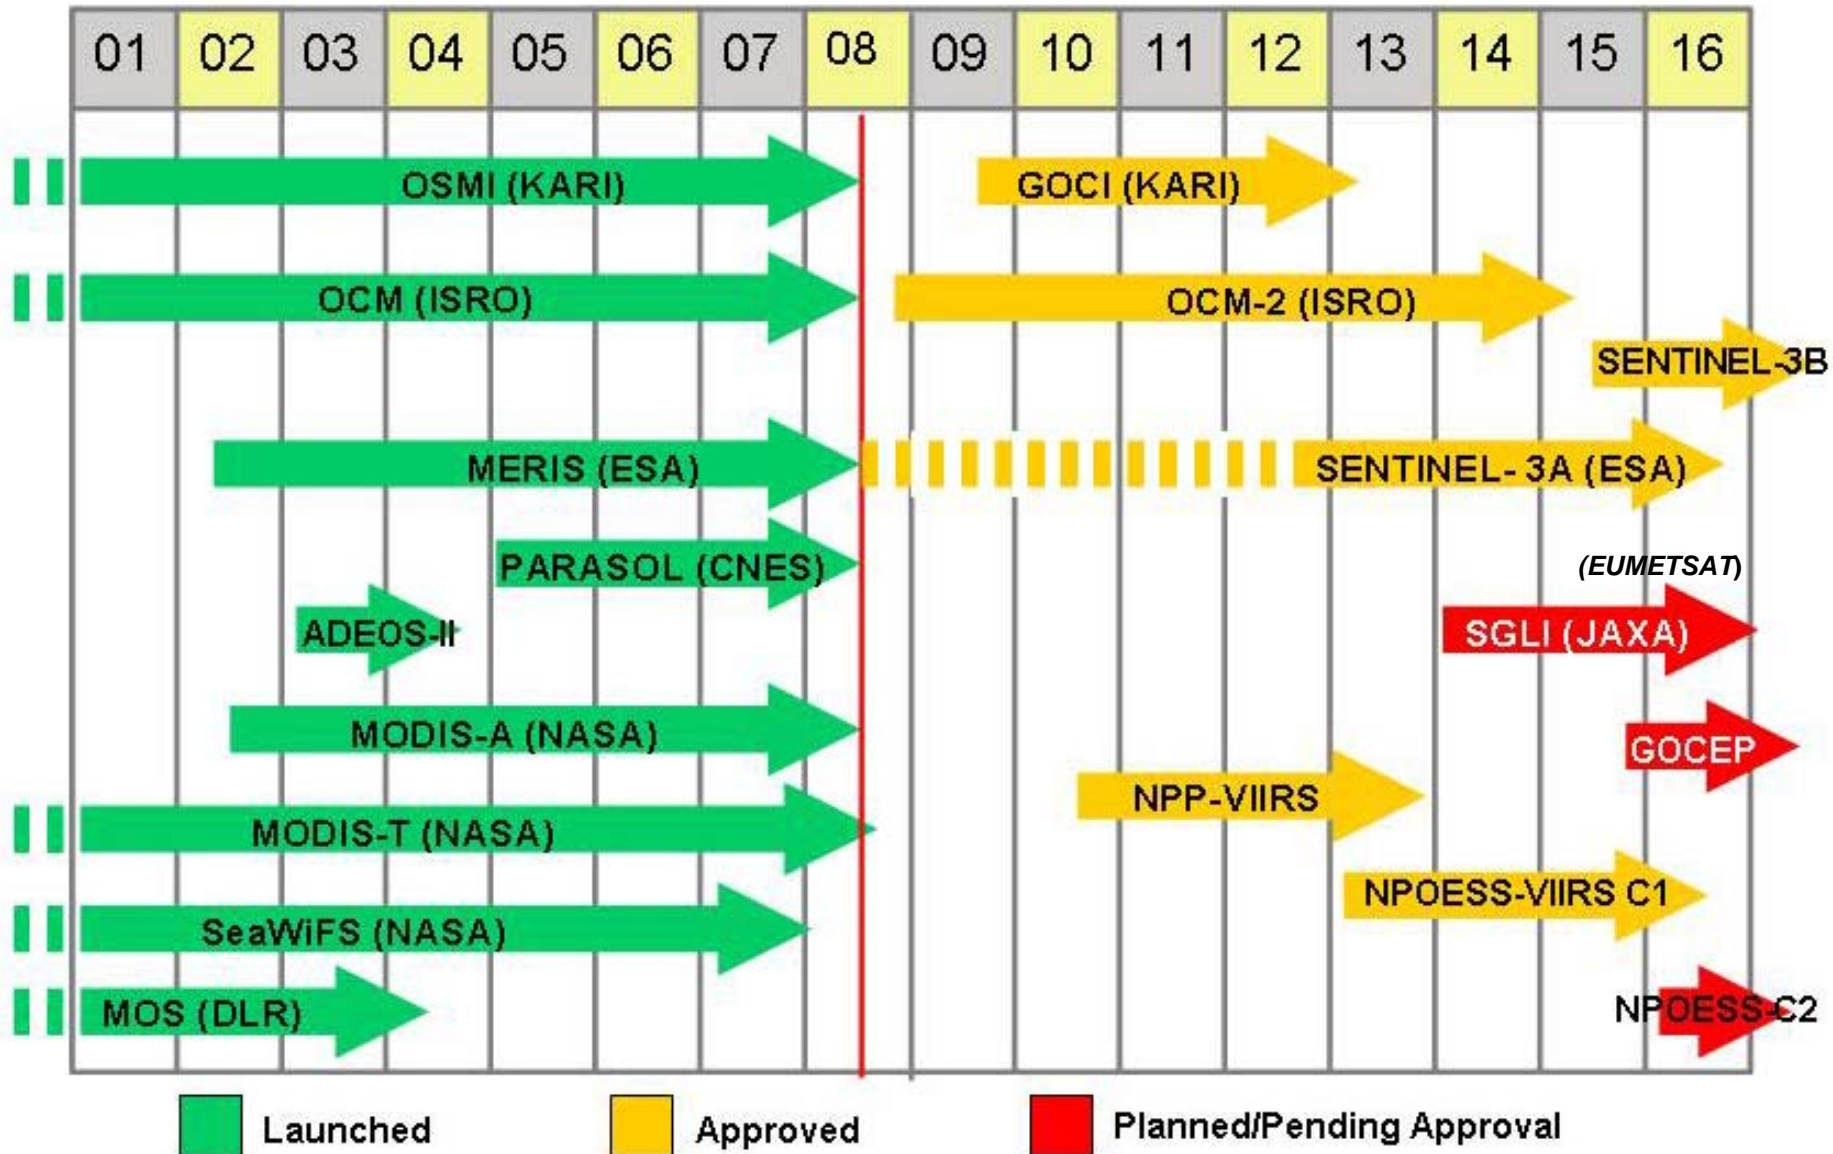 01 02 03 04 05 06 07 08 09 10 11 12 13 14 15 16
OSMI (KARI) GOCI (KARI)
OCM (ISRO) OCM-2 (ISRO)
SENTINEL-3B
MERIS (ESA) SENTINEL- 3A (ESA)
PARASOL (CNES) (EUMETSAT)
ADEOS-II SGLI (JAXA)
MODIS-A (NASA) GOCEP
NPP-VIIRS
MODIS-T (NASA)
NPOESS-VIIRS C1
SeaWiFS (NASA)
MOS (DLR) NPOESS-C2
Launched Approved Planned/Pending Approval